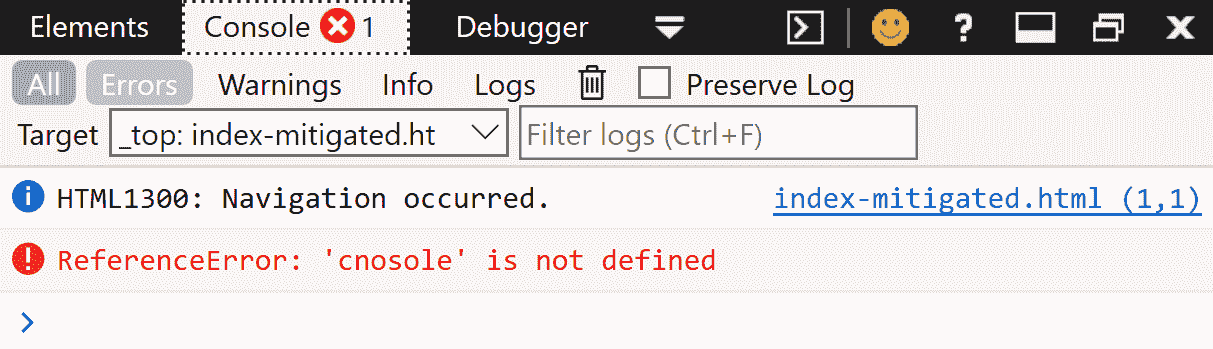 Elements Console 1 Debugger ?
All Errors Warnings Info Logs Preserve Log
Target _top: index-mitigated.ht Filter logs (Ctrl+F)
HTML1300: Navigation occurred. index-mitigated.html (1,1)
ReferenceError: 'cnosole' is not defined